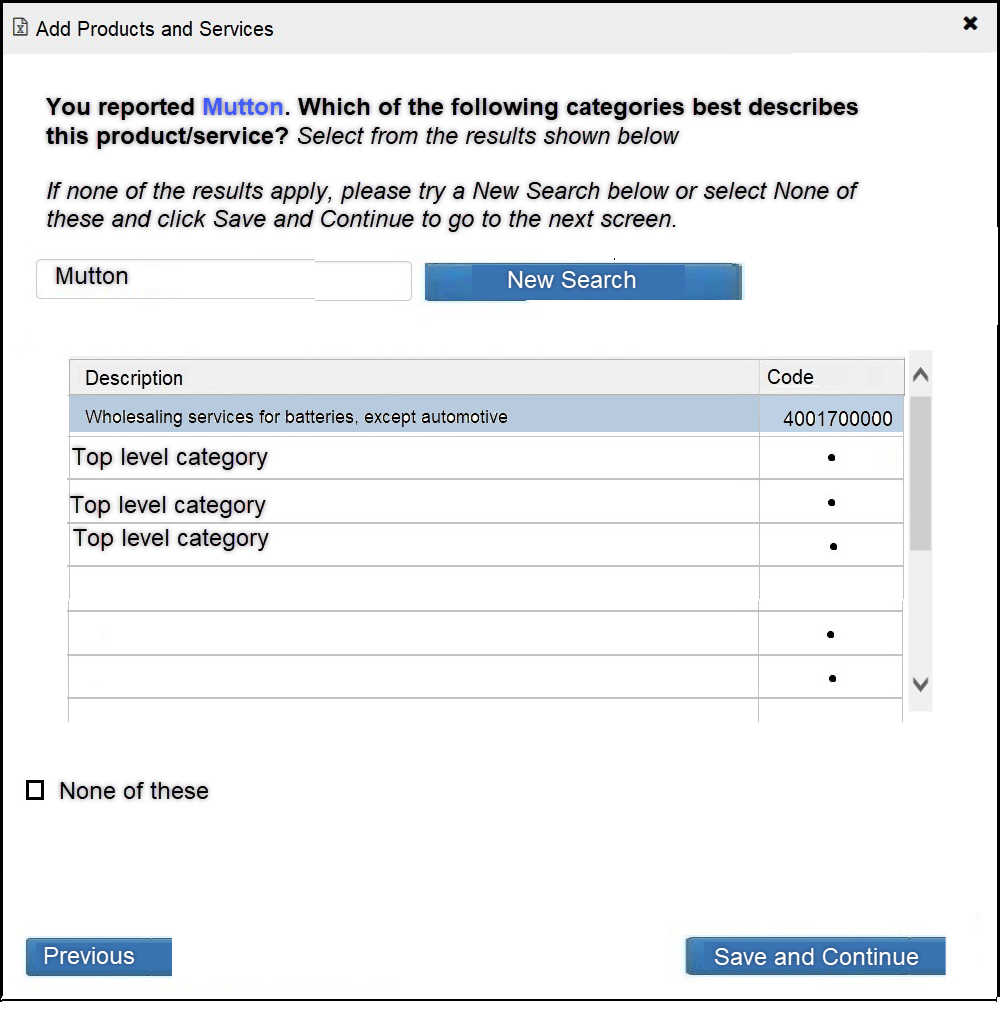 Add Products and Services
You reported Mutton. Which of the following categories best describes
this product/service? Select from the results shown below
If none of the results apply, please try a New Search below or select None of
these and click Save and Continue to go to the next screen.
Mutton New Search
Description Code
Wholesaling services for batteries, except automotive 4001700000
Top level category •
Top level category •
Top level category •
•
•
None of these
Previous Save and Continue